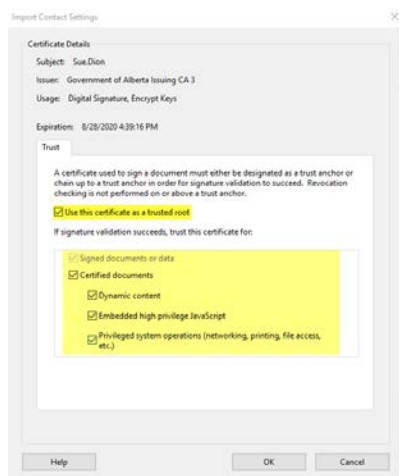 Import Contact Settings
Certificate Details
Subject: Sue.Dion
Issuer: Government of Alberta Issuing CA 3
Usage: Digital Signature, Encrypt Keys
Expiration: 8/28/2020 4:39:16 PM
Trust
A certificate used to sign a document must either be designated as a trust anchor or
chain up to a trust anchor in order for signature validation to succeed. Revocation
checking is not performed on or above a trust anchor.
Use this certificate as a trusted root
If signature validation succeeds, trust this certificate for:
Signed documents or data
Certified documents
Dynamic content
Embedded high privilege JavaScript
Privileged system operations (networking, printing, file access,
etc.)
Help OK Cancel